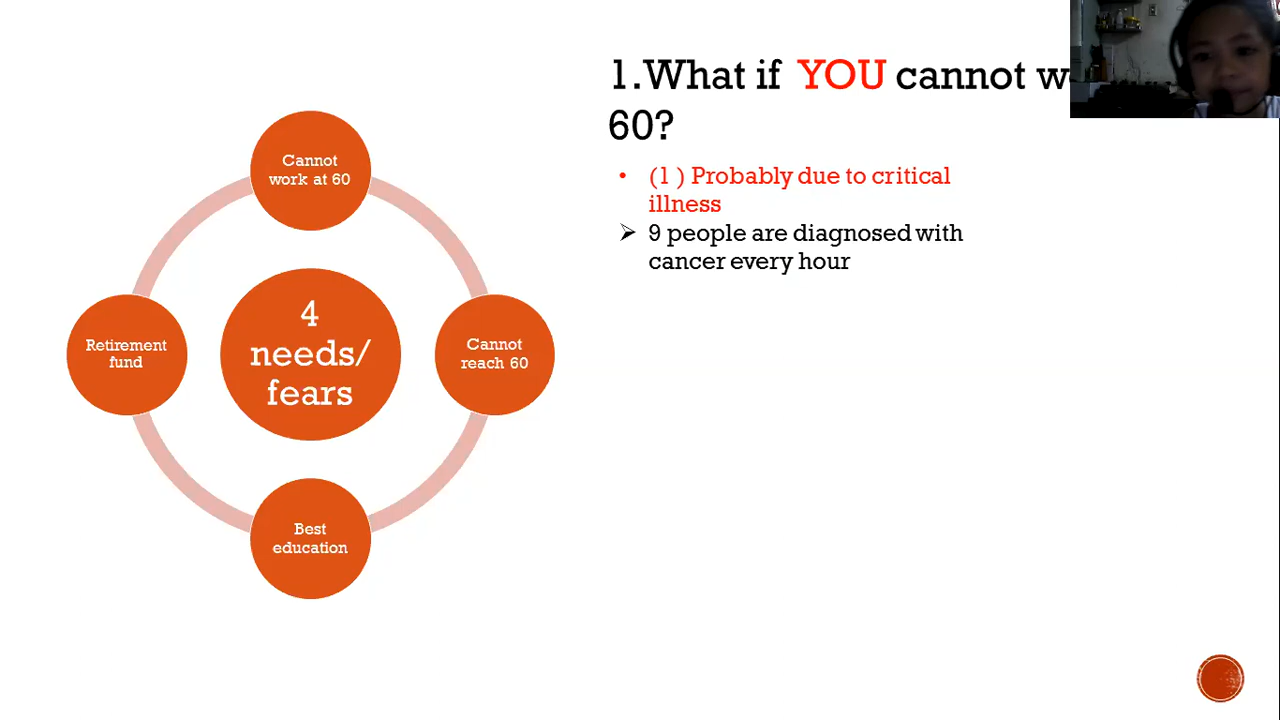 1.What if YOU cannot
60?
• (1 ) Probably due to critical
illness
➢ 9 people are diagnosed with
cancer every hour
Cannot
work at 60
Retirement
fund
4
needs/
fears
Cannot
reach 60
Best
education